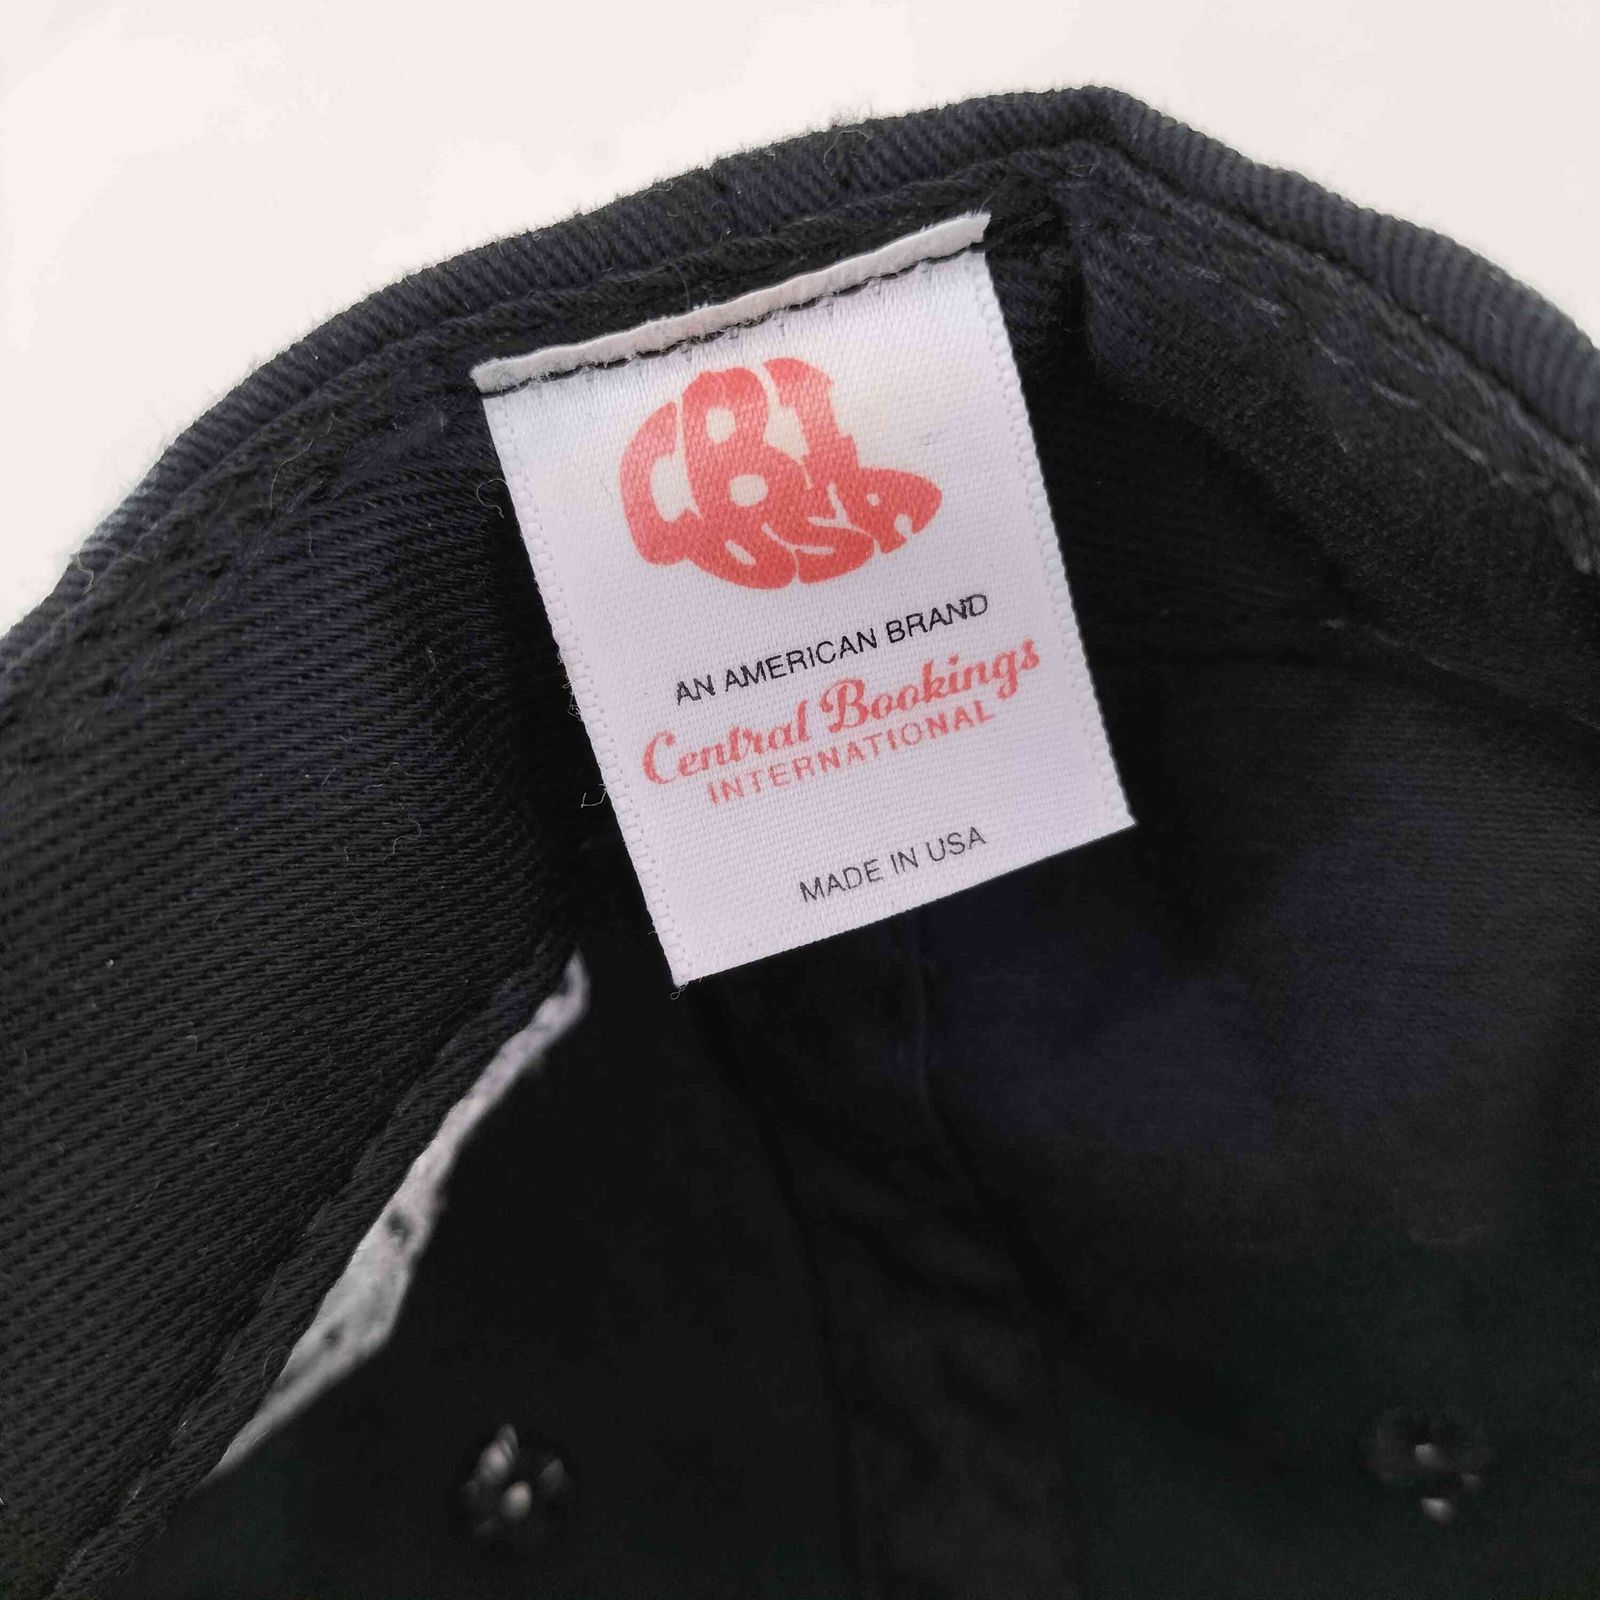 CBI
USA
AN AMERICAN BRAND
Central Bookings
INTERNATIONAL
MADE IN USA